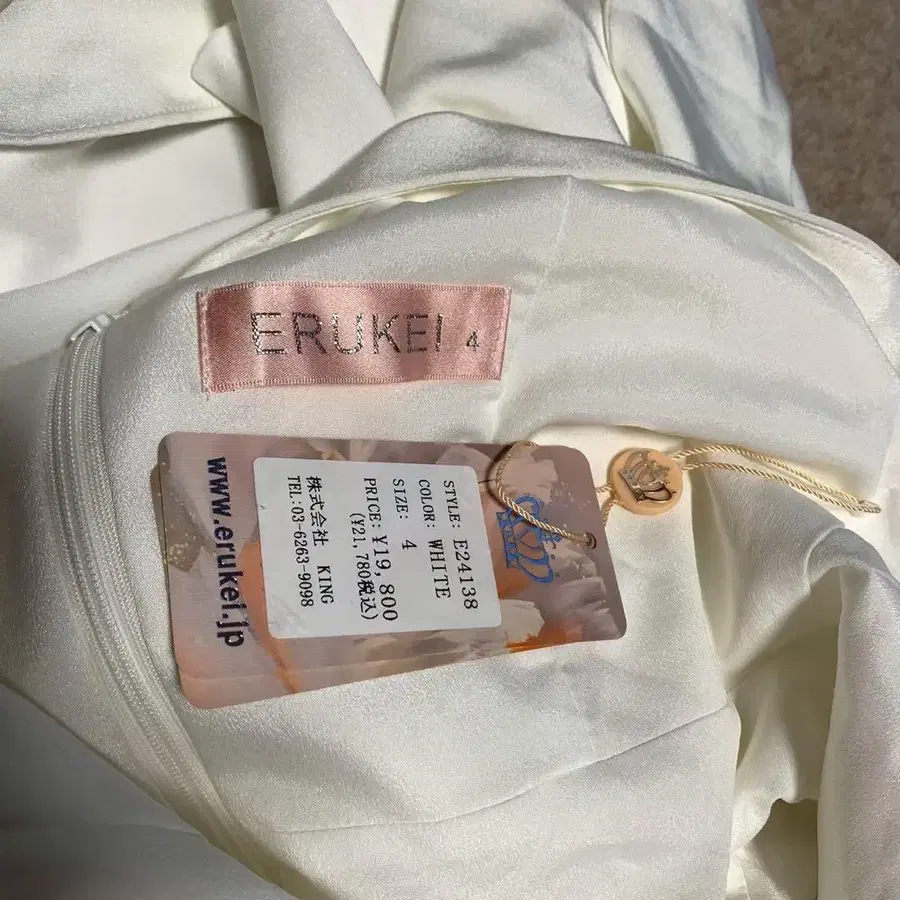 ERUKEI 4
www.erukei.jp
STYLE: E24138
COLOR: WHITE
SIZE: 4
PRICE: ¥19,800
(¥21,780税込)
株式会社 KING
TEL:03-6263-9098